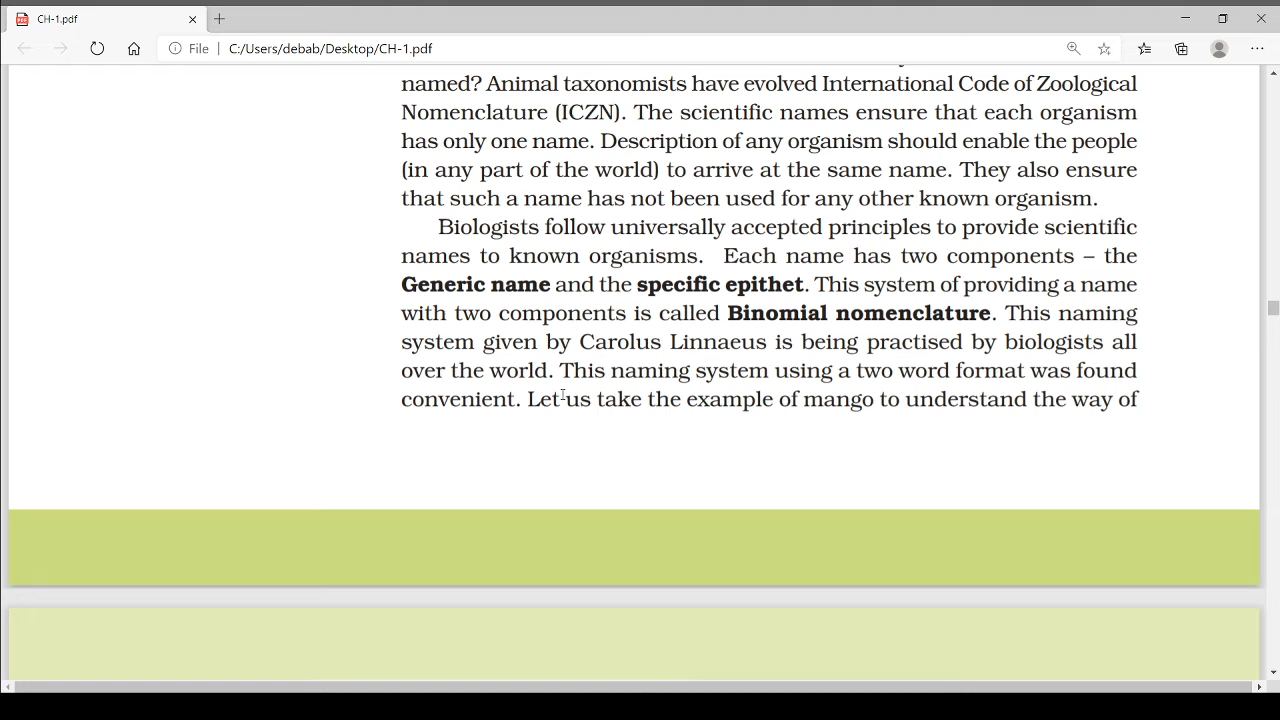 CH-1.pdf
File | C:/Users/debab/Desktop/CH-1.pdf
named? Animal taxonomists have evolved International Code of Zoological
Nomenclature (ICZN). The scientific names ensure that each organism
has only one name. Description of any organism should enable the people
(in any part of the world) to arrive at the same name. They also ensure
that such a name has not been used for any other known organism.
Biologists follow universally accepted principles to provide scientific
names to known organisms. Each name has two components – the
Generic name and the specific epithet. This system of providing a name
with two components is called Binomial nomenclature. This naming
system given by Carolus Linnaeus is being practised by biologists all
over the world. This naming system using a two word format was found
convenient. Let us take the example of mango to understand the way of